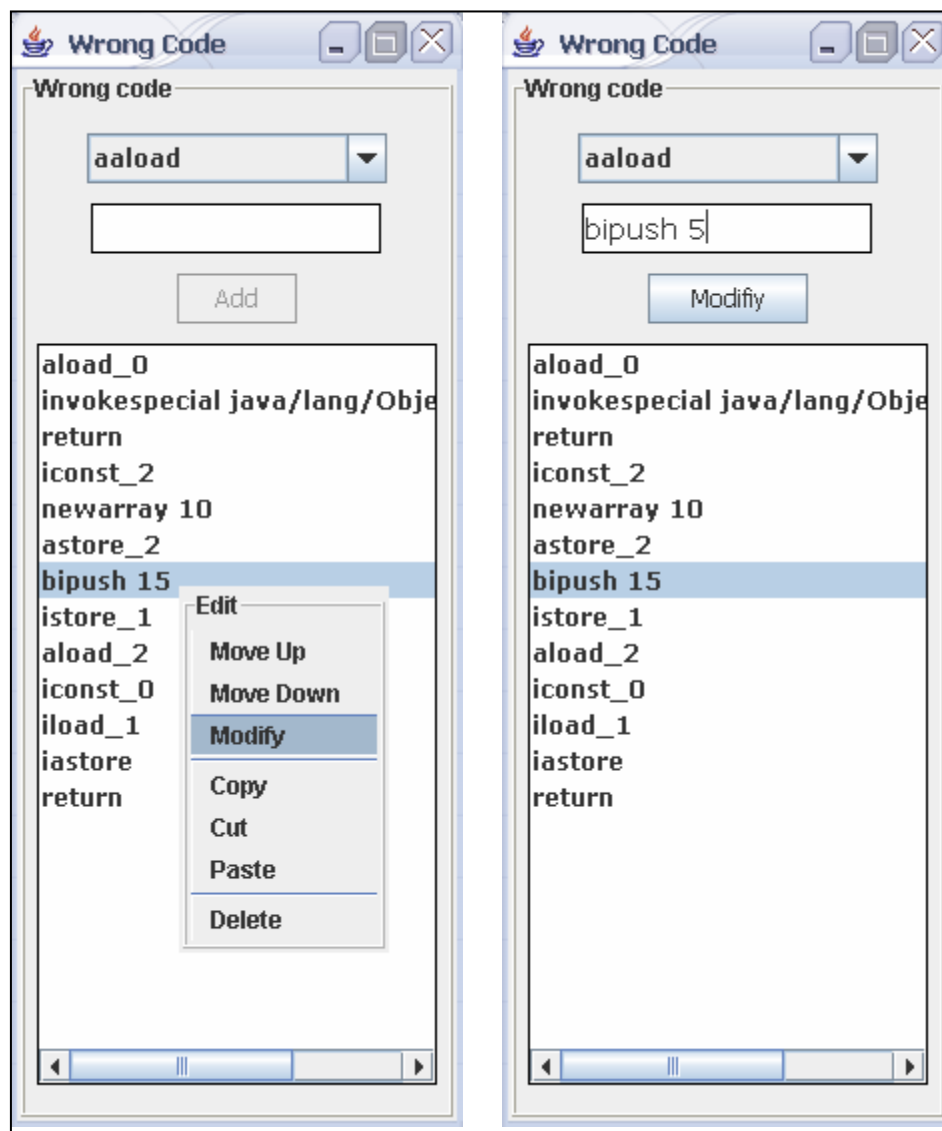 Wrong Code
Wrong code
aaload
Add
aload_0
invokespecial java/lang/Obje
return
iconst_2
newarray 10
astore_2
bipush 15
istore_1
aload_2
iconst_0
iload_1
iastore
return
Edit
Move Up
Move Down
Modify
Copy
Cut
Paste
Delete
Wrong Code
Wrong code
aaload
bipush 5
Modifiy
aload_0
invokespecial java/lang/Obje
return
iconst_2
newarray 10
astore_2
bipush 15
istore_1
aload_2
iconst_0
iload_1
iastore
return